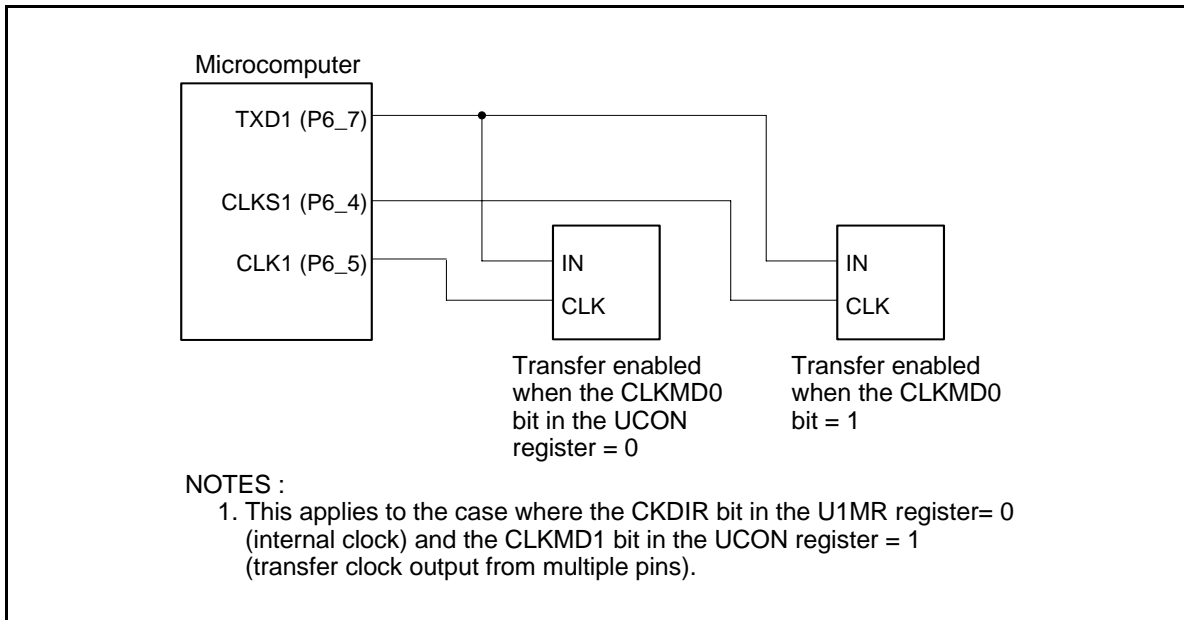 Microcomputer
TXD1 (P6_7)
CLKS1 (P6_4)
CLK1 (P6_5)
IN
CLK
Transfer enabled
when the CLKMD0
bit in the UCON
register = 0
IN
CLK
Transfer enabled
when the CLKMD0
bit = 1
NOTES :
1. This applies to the case where the CKDIR bit in the U1MR register= 0
(internal clock) and the CLKMD1 bit in the UCON register = 1
(transfer clock output from multiple pins).